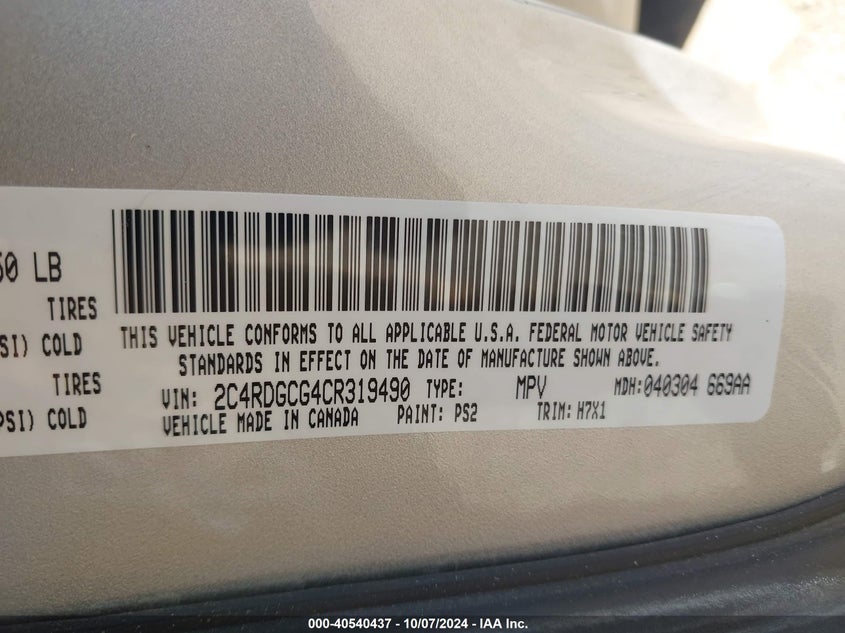 50 LB
TIRES
SI) COLD
TIRES
PSI) COLD
THIS VEHICLE CONFORMS TO ALL APPLICABLE U.S.A. FEDERAL MOTOR VEHICLE SAFETY
STANDARDS IN EFFECT ON THE DATE OF MANUFACTURE SHOWN ABOVE.
VIN: 2C4RDGCG4CR319490 TYPE: MPV MDH:040304 669AA
VEHICLE MADE IN CANADA PAINT: PS2 TRIM: H7X1
000-40540437 - 10/07/2024 - IAA Inc.